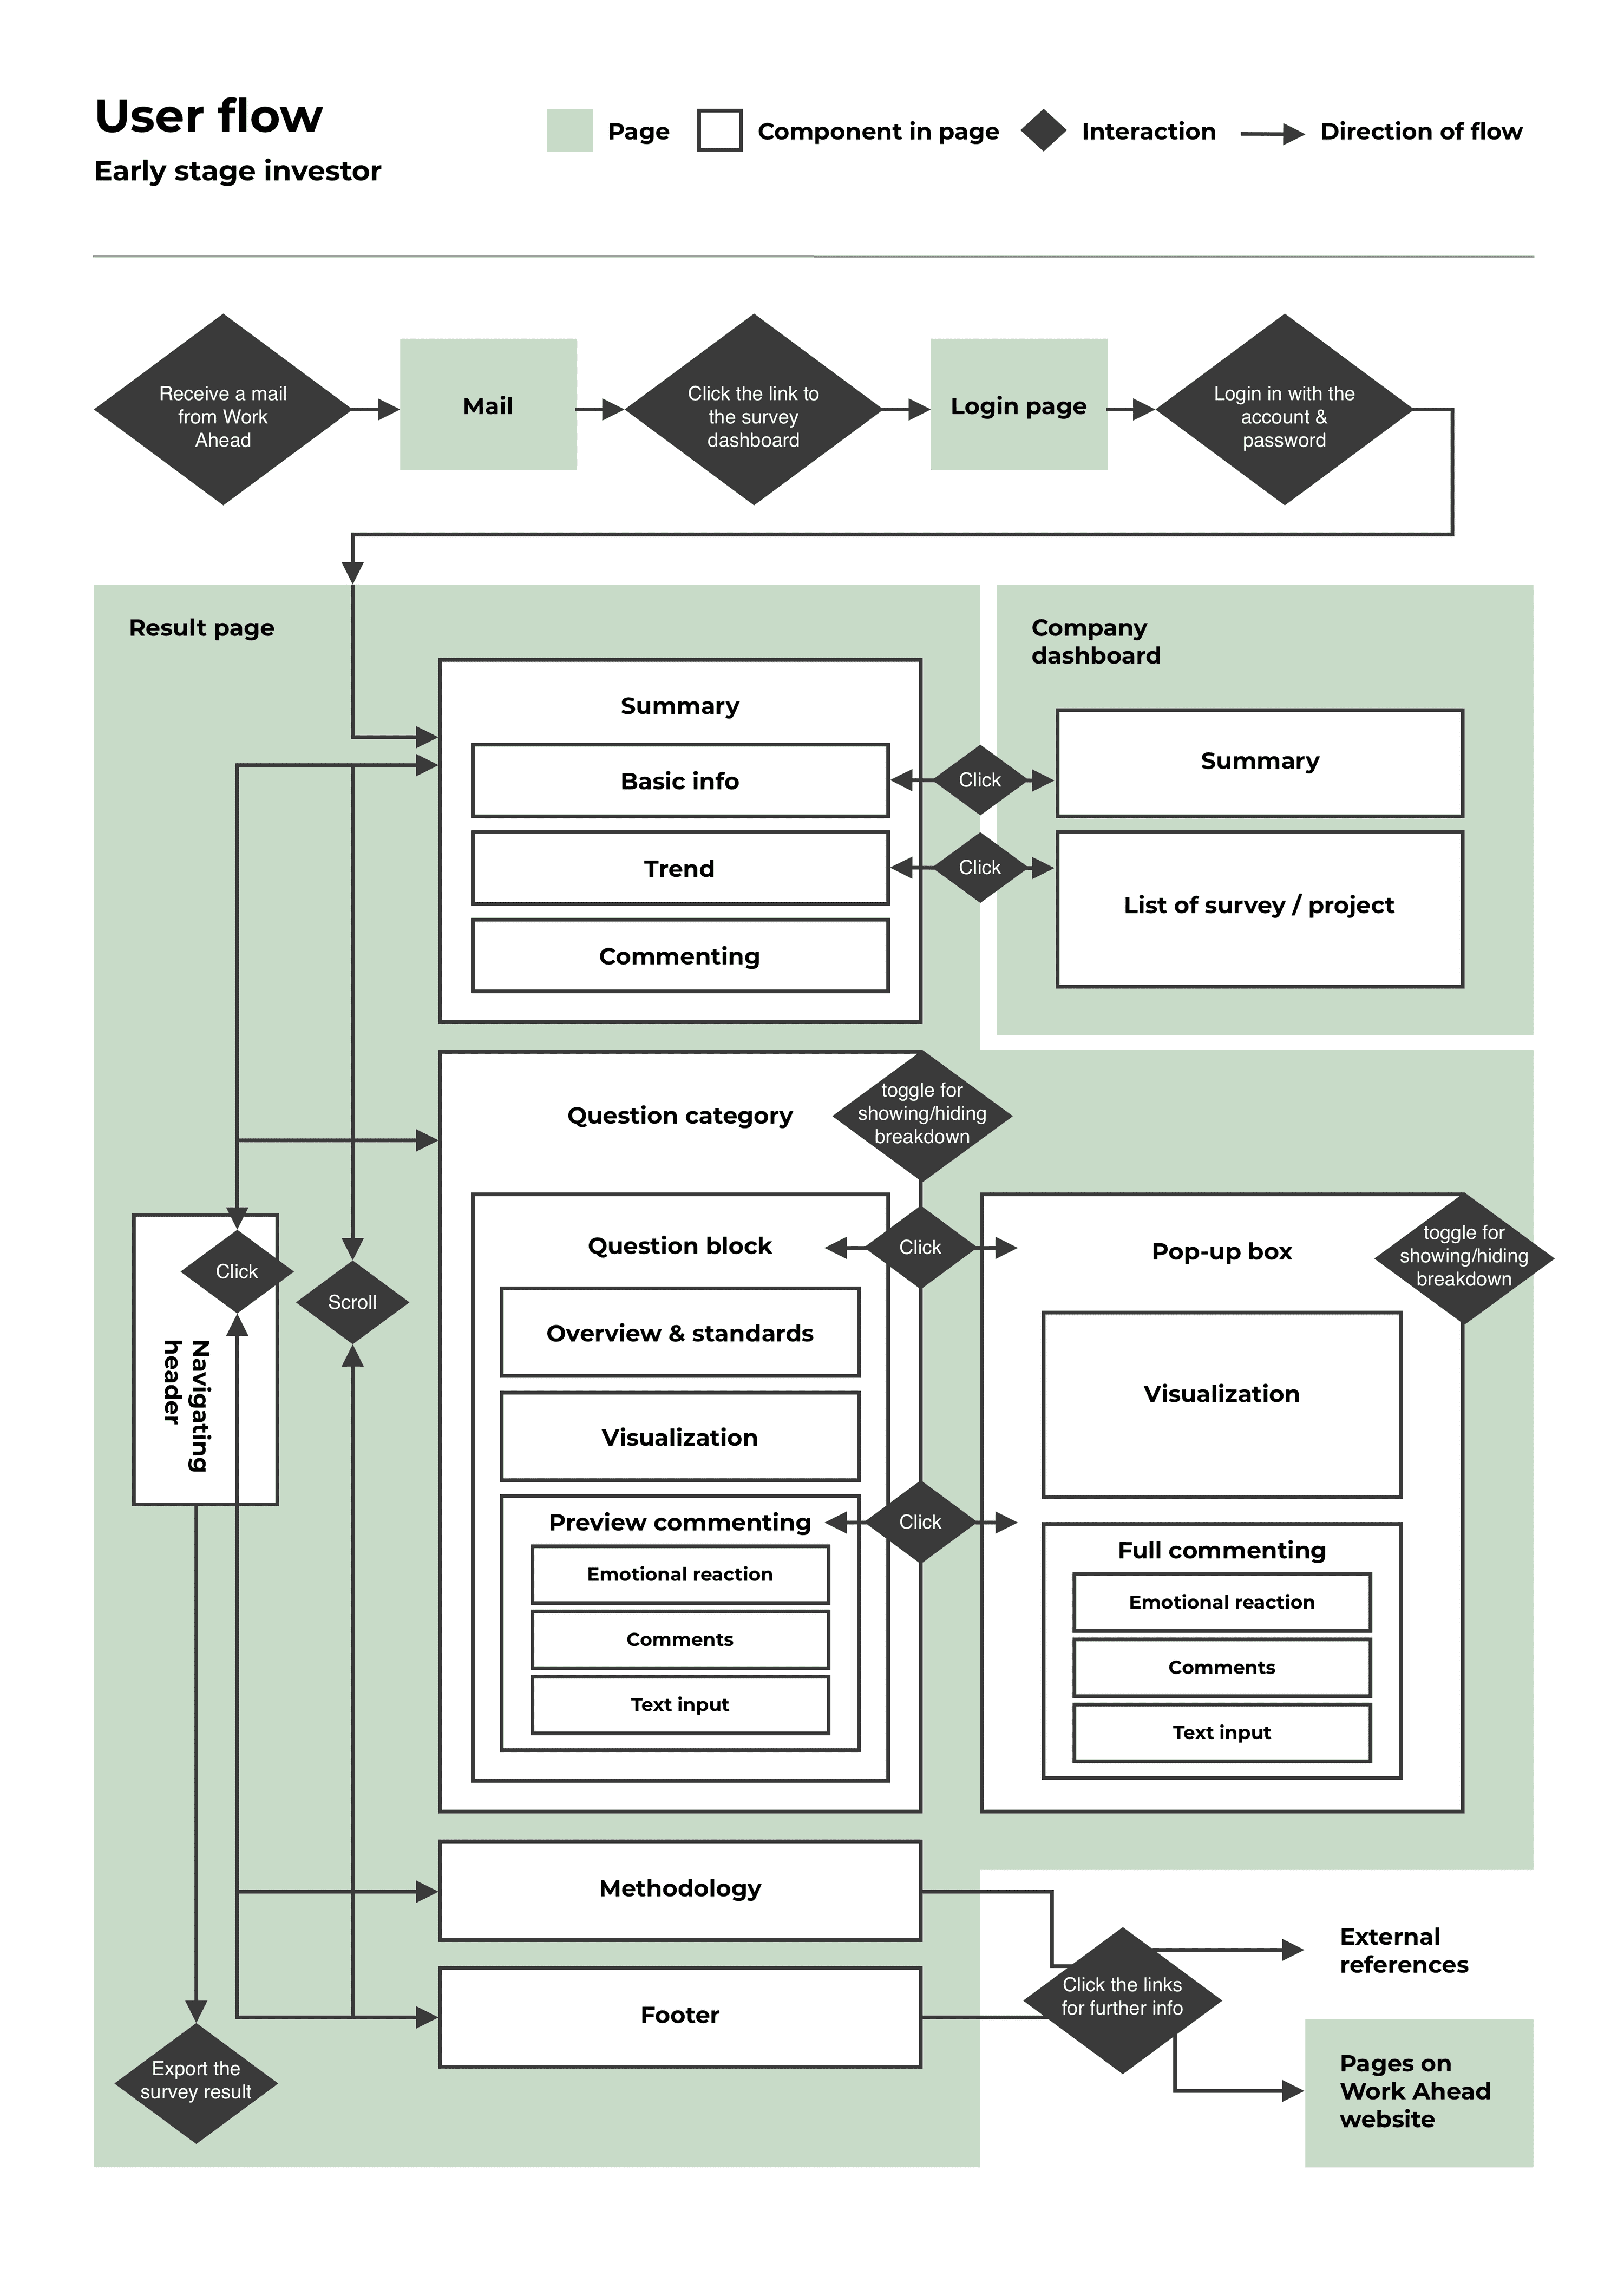 User flow
Early stage investor
Page
Component in page
Interaction
Direction of flow
Receive a mail
from Work
Ahead
Mail
Click the link to
the survey
dashboard
Login page
Login in with the
account &
password
Result page
Summary
Basic info
Trend
Commenting
Click
Click
Company
dashboard
Summary
List of survey / project
Question category
toggle for
showing/hiding
breakdown
Navigating
header
Click
Scroll
Question block
Click
Overview & standards
Visualization
Preview commenting
Click
Emotional reaction
Comments
Text input
Pop-up box
toggle for
showing/hiding
breakdown
Visualization
Full commenting
Emotional reaction
Comments
Text input
Methodology
Footer
Export the
survey result
Click the links
for further info
External
references
Pages on
Work Ahead
website